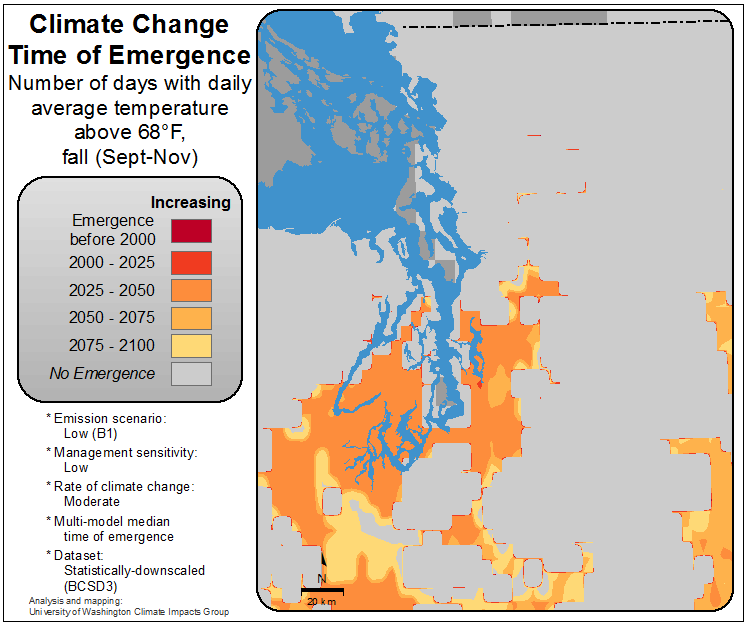 Climate Change
Time of Emergence
Number of days with daily
average temperature
above 68°F,
fall (Sept-Nov)
Increasing
Emergence
before 2000
2000 - 2025
2025 - 2050
2050 - 2075
2075 - 2100
No Emergence
* Emission scenario:
Low (B1)
* Management sensitivity:
Low
* Rate of climate change:
Moderate
* Multi-model median
time of emergence
* Dataset:
Statistically-downscaled
(BCSD3)
Analysis and mapping:
University of Washington Climate Impacts Group
N
20 km